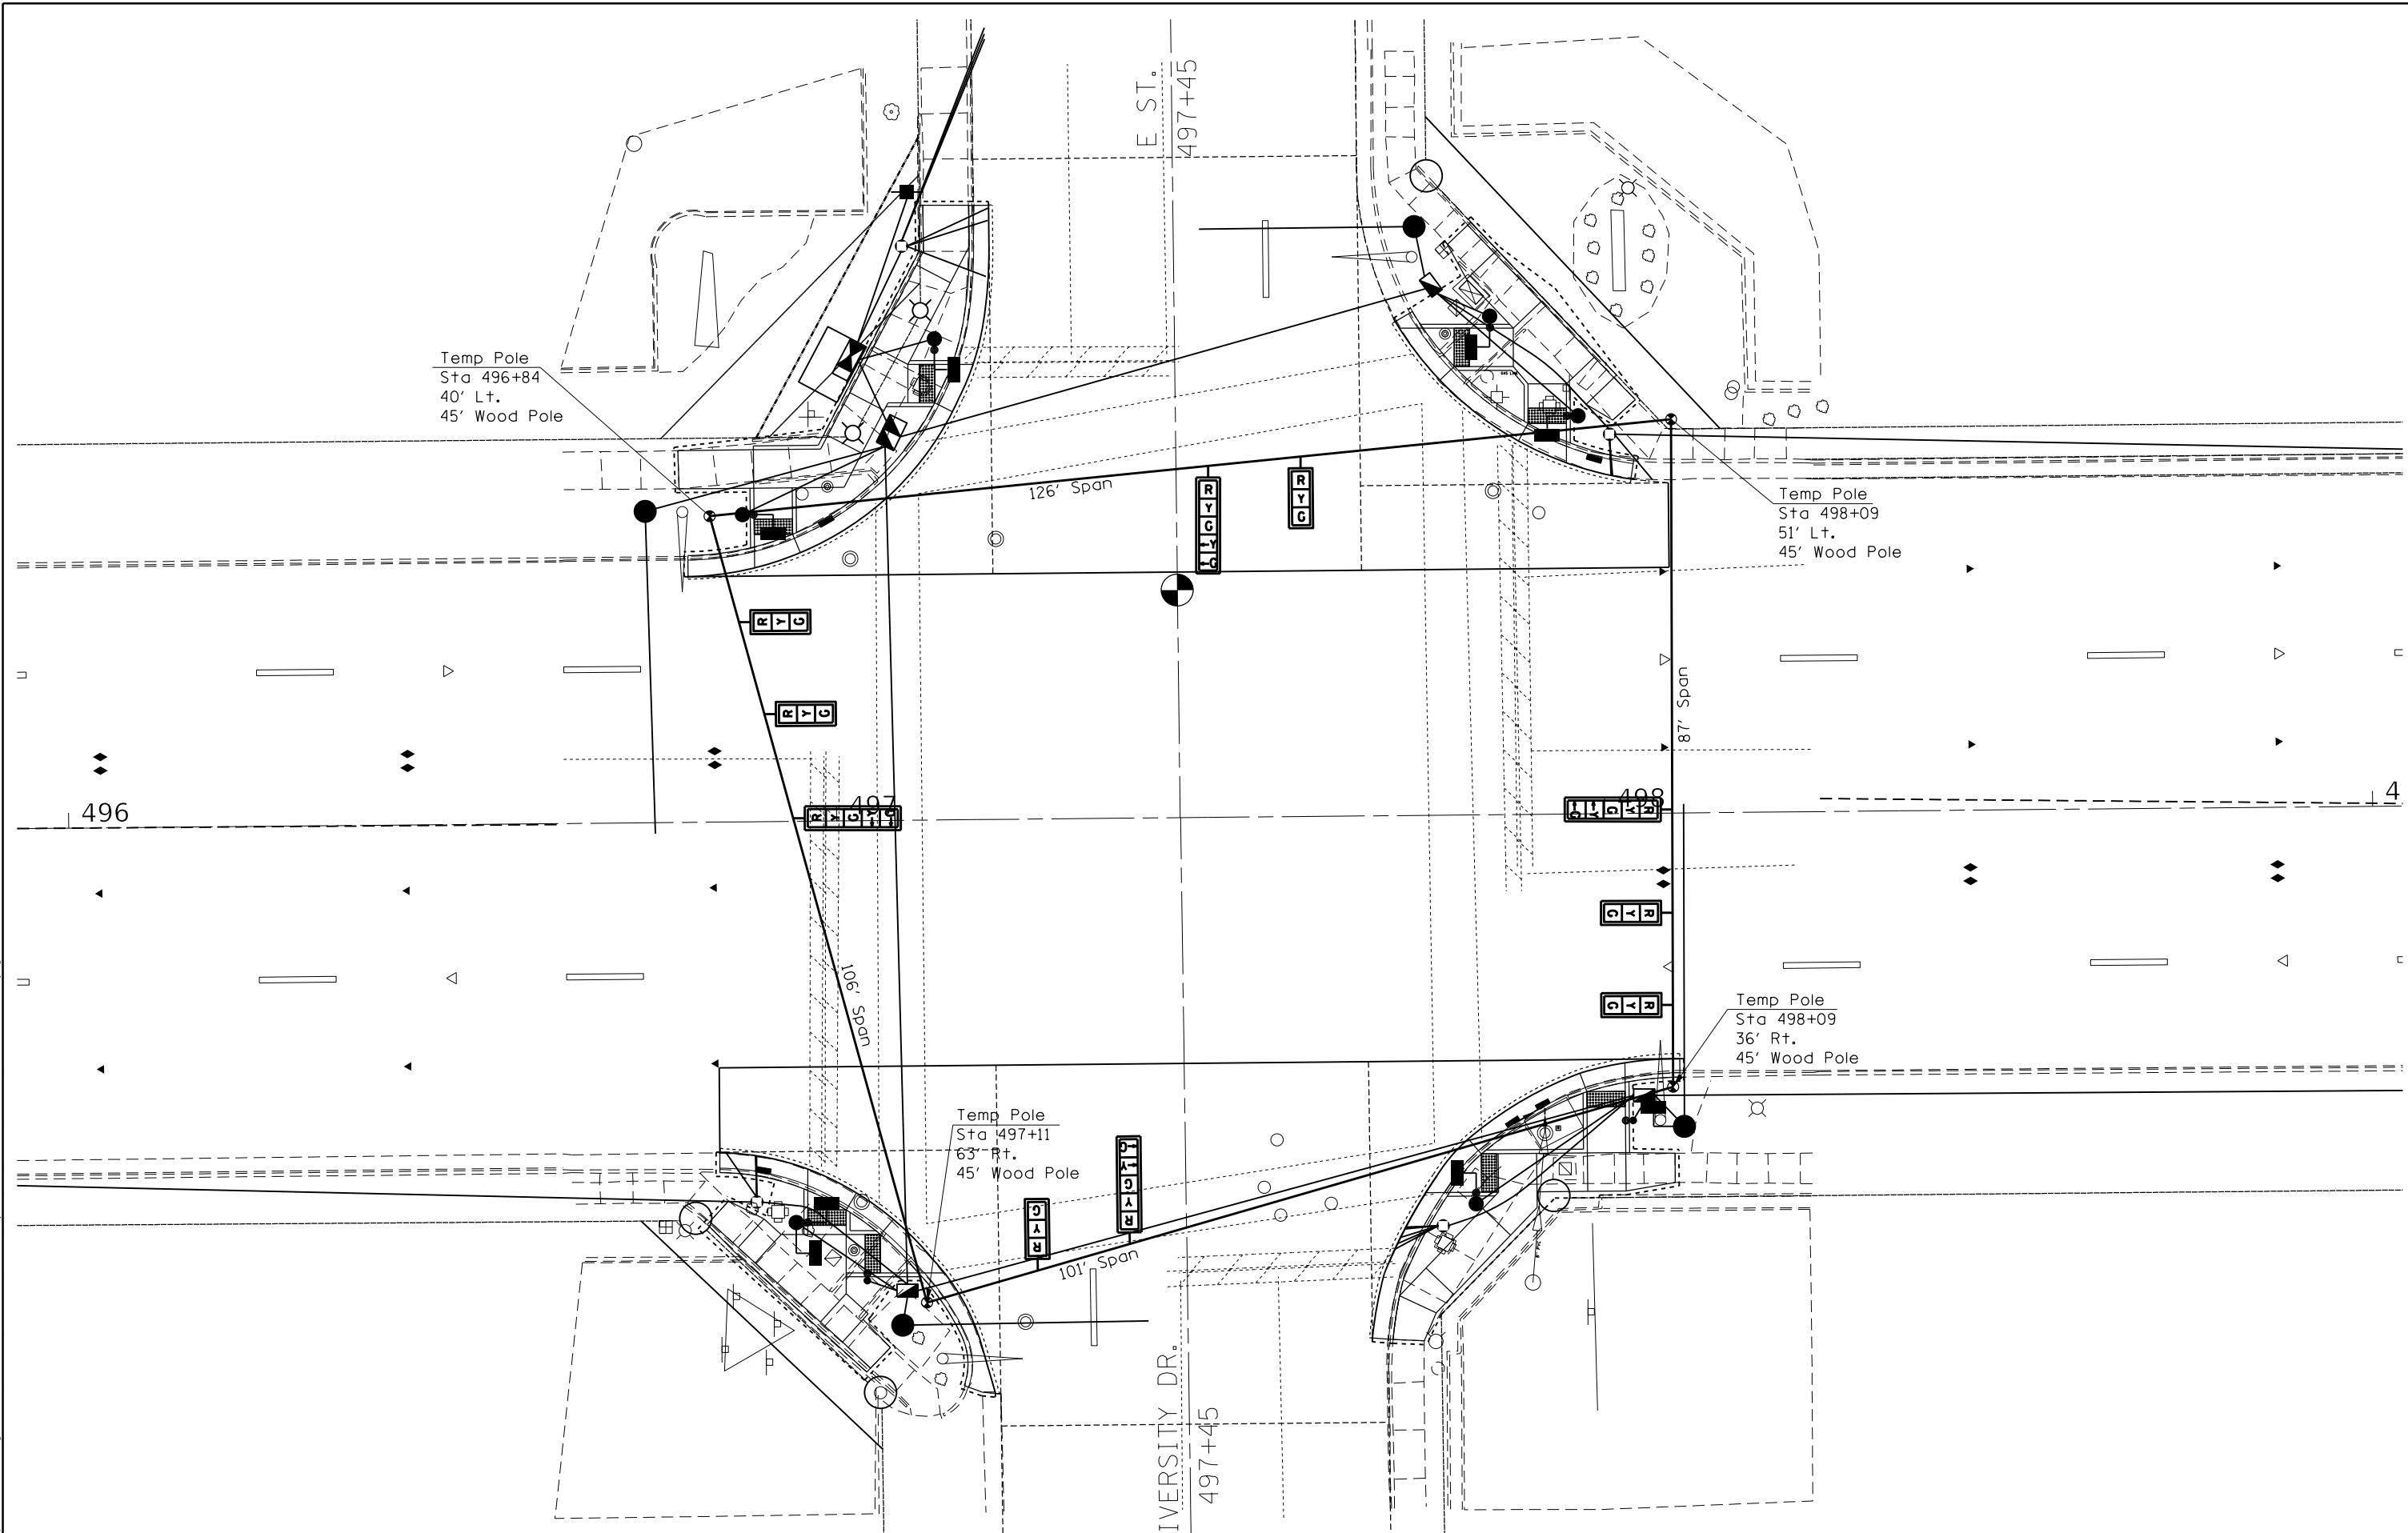 E ST.
497+45
Temp Pole
Sta 496+84
40' Lt.
45' Wood Pole
126' Span
R
Y
G
Y
G
R
Y
G
Temp Pole
Sta 498+09
51' Lt.
45' Wood Pole
R Y G
R Y G
87' Span
496
497
R Y G Y G
498
R Y G Y G
4
R Y G
R Y G
106' Span
Temp Pole
Sta 498+09
36' Rt.
45' Wood Pole
Temp Pole
Sta 497+11
63' Rt.
45' Wood Pole
R Y G Y G
R Y G
101' Span
IVERSITY DR.
497+45